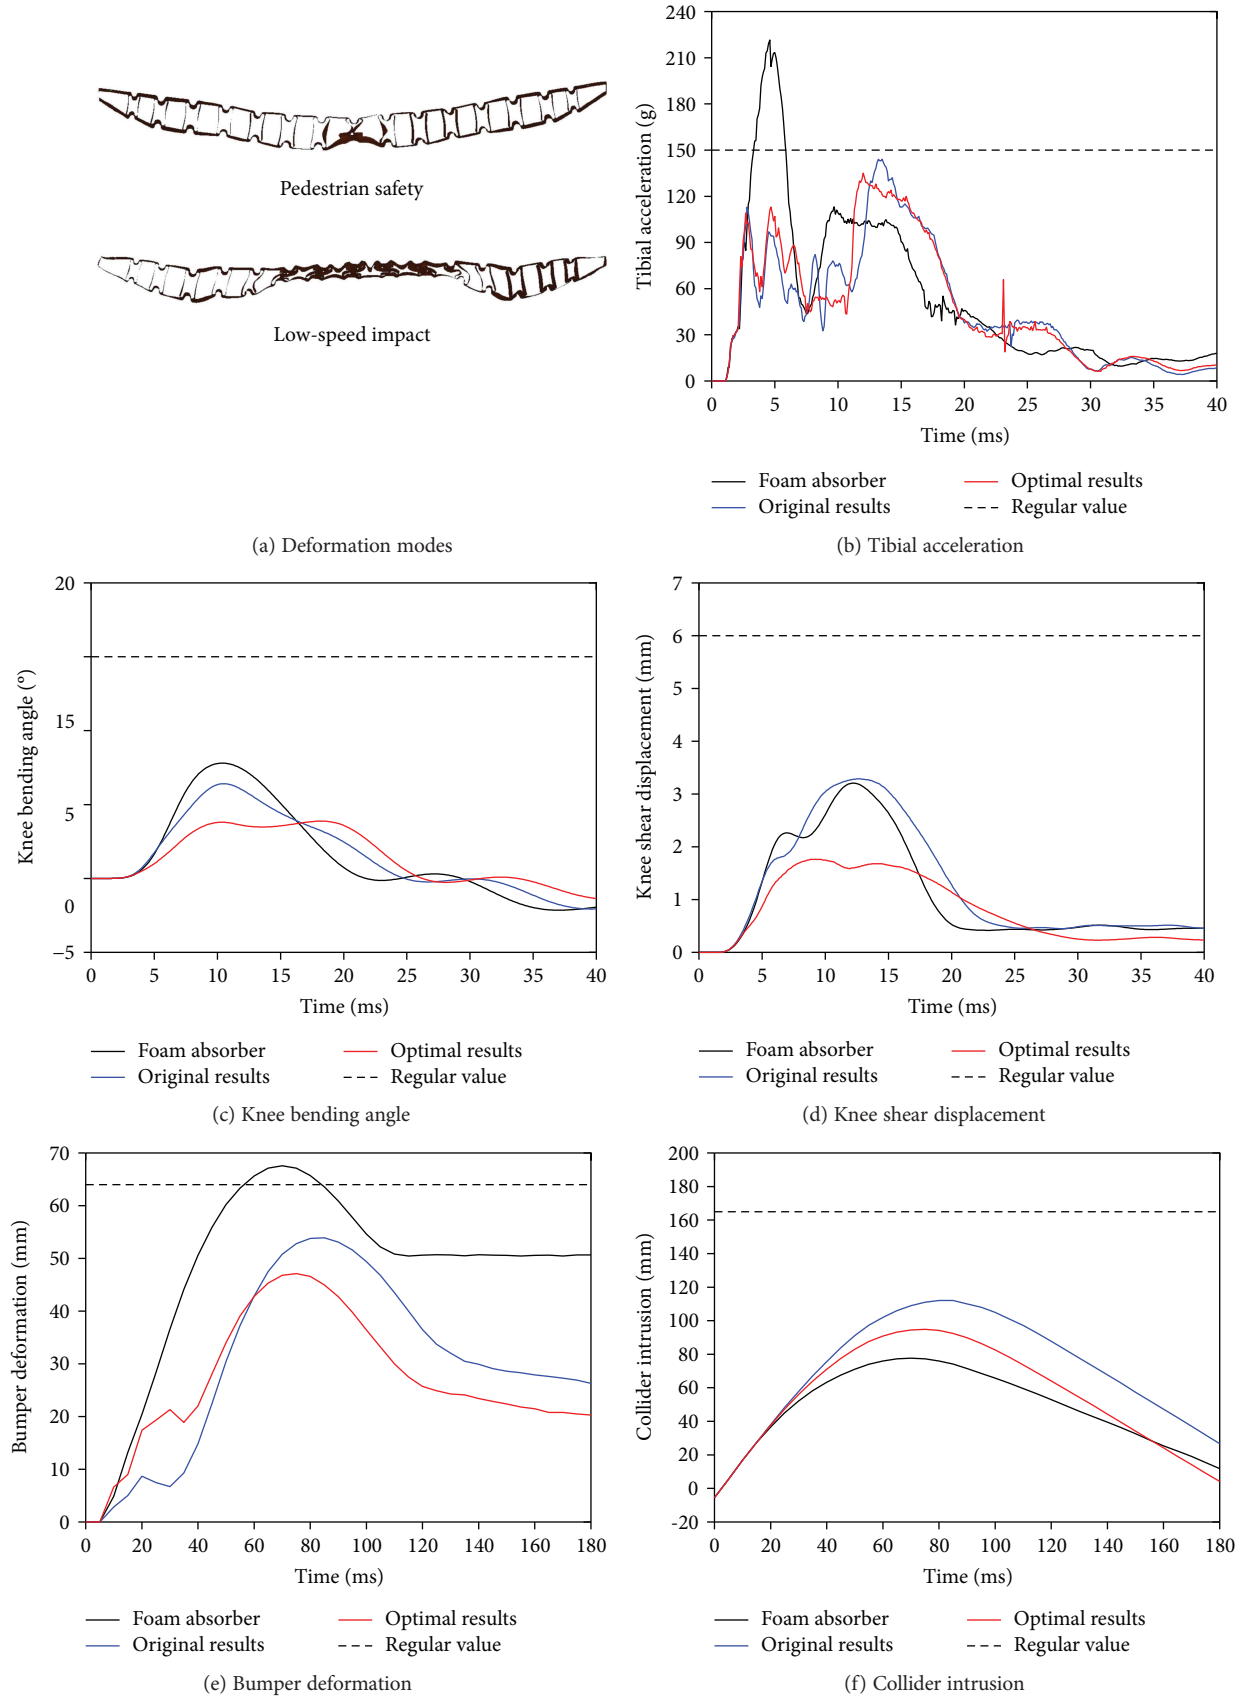 Pedestrian safety
Low-speed impact
(a) Deformation modes
240
210
180
150
120
90
60
30
0
Tibial acceleration (g)
0 5 10 15 20 25 30 35 40
Time (ms)
Foam absorber
Optimal results
Original results
Regular value
(b) Tibial acceleration
20
15
5
0
−5
Knee bending angle (°)
0 5 10 15 20 25 30 35 40
Time (ms)
Foam absorber
Optimal results
Original results
Regular value
(c) Knee bending angle
7
6
5
4
3
2
1
0
Knee shear displacement (mm)
0 5 10 15 20 25 30 35 40
Time (ms)
Foam absorber
Optimal results
Original results
Regular value
(d) Knee shear displacement
70
60
50
40
30
20
10
0
Bumper deformation (mm)
0 20 40 60 80 100 120 140 160 180
Time (ms)
Foam absorber
Optimal results
Original results
Regular value
(e) Bumper deformation
200
180
160
140
120
100
80
60
40
20
0
-20
Collider intrusion (mm)
0 20 40 60 80 100 120 140 160 180
Time (ms)
Foam absorber
Optimal results
Original results
Regular value
(f) Collider intrusion